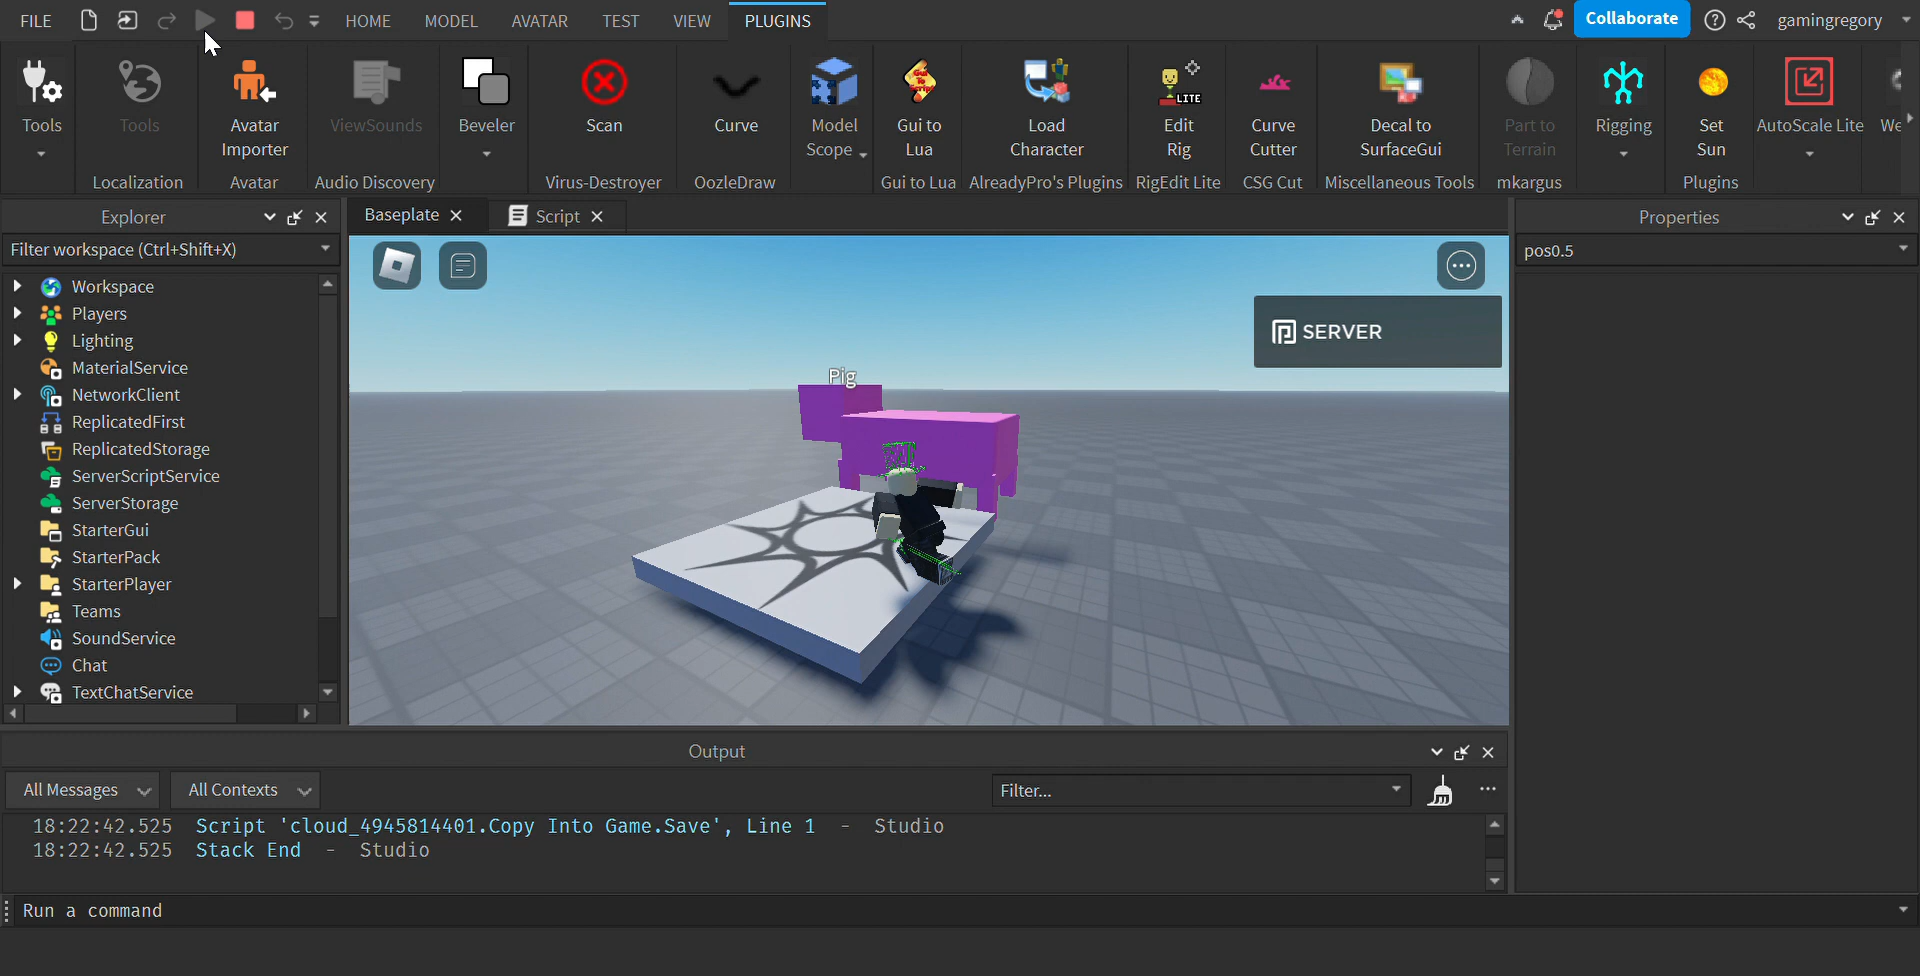 FILE HOME MODEL AVATAR TEST VIEW PLUGINS Collaborate gamingregory
Tools
Tools
Localization
Avatar
Importer
Avatar
ViewSounds
Audio Discovery
Beveler
Scan
Virus-Destroyer
Curve
OozleDraw
Model
Scope
Gui to
Lua
Gui to Lua
Load
Character
AlreadyPro's Plugins
LITE
Edit
Rig
RigEdit Lite
Curve
Cutter
CSG Cut
Decal to
SurfaceGui
Miscellaneous Tools
Part to
Terrain
mkargus
Rigging
Set
Sun
Plugins
AutoScale Lite
We
Explorer
Filter workspace (Ctrl+Shift+X)
Workspace
Players
Lighting
MaterialService
NetworkClient
ReplicatedFirst
ReplicatedStorage
ServerScriptService
ServerStorage
StarterGui
StarterPack
StarterPlayer
Teams
SoundService
Chat
TextChatService
Baseplate Script
SERVER
Pig
Properties
pos0.5
Output
All Messages All Contexts Filter...
18:22:42.525 Script 'cloud_4945814401.Copy Into Game.Save', Line 1 - Studio
18:22:42.525 Stack End - Studio
Run a command